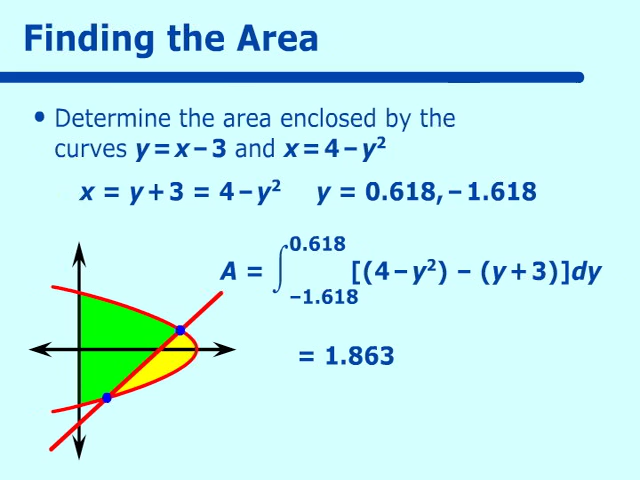 Finding the Area
• Determine the area enclosed by the
curves y = x – 3 and x = 4 – y²
x = y + 3 = 4 – y² y = 0.618, – 1.618
A = ∫_{–1.618}^{0.618} [(4 – y²) – (y + 3)]dy
= 1.863